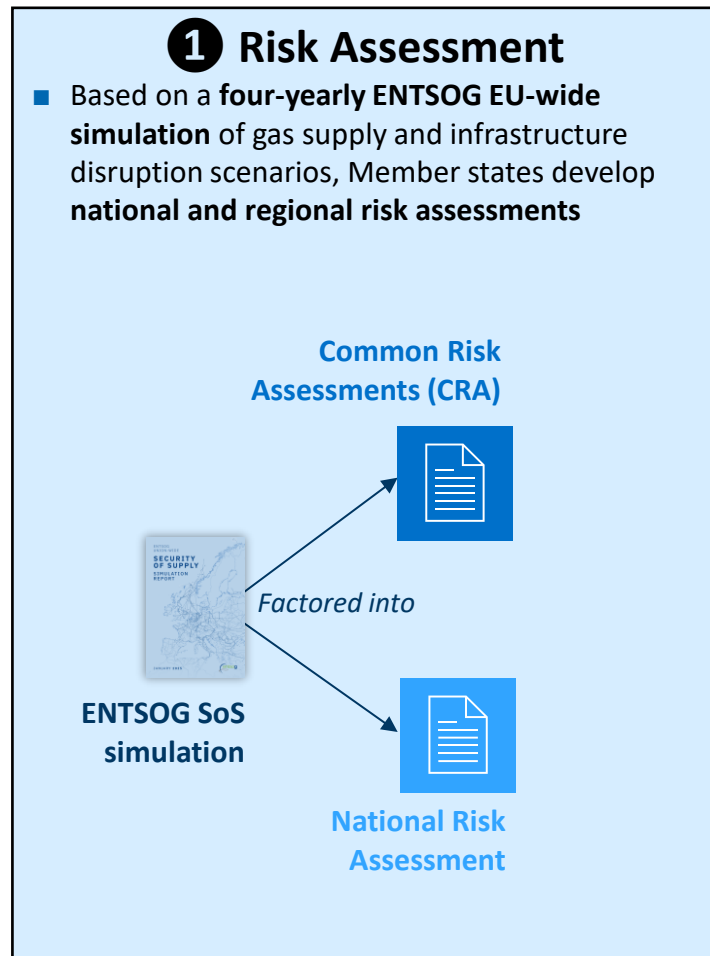 ❶ Risk Assessment
■ Based on a four-yearly ENTSOG EU-wide
simulation of gas supply and infrastructure
disruption scenarios, Member states develop
national and regional risk assessments
Common Risk
Assessments (CRA)
SECURITY
OF SUPPLY
SIMULATION
REPORT
Factored into
ENTSOG SoS
simulation
National Risk
Assessment